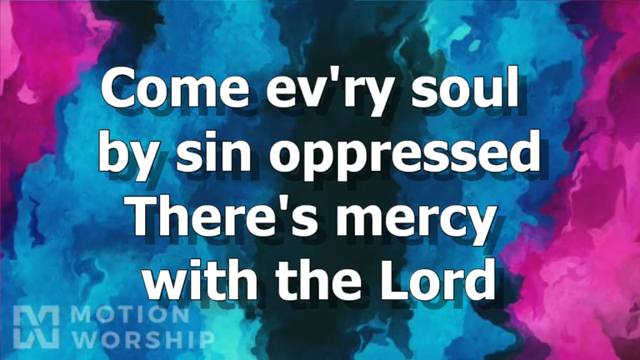 Come ev'ry soul
by sin oppressed
There's mercy
with the Lord
MOTION
WORSHIP